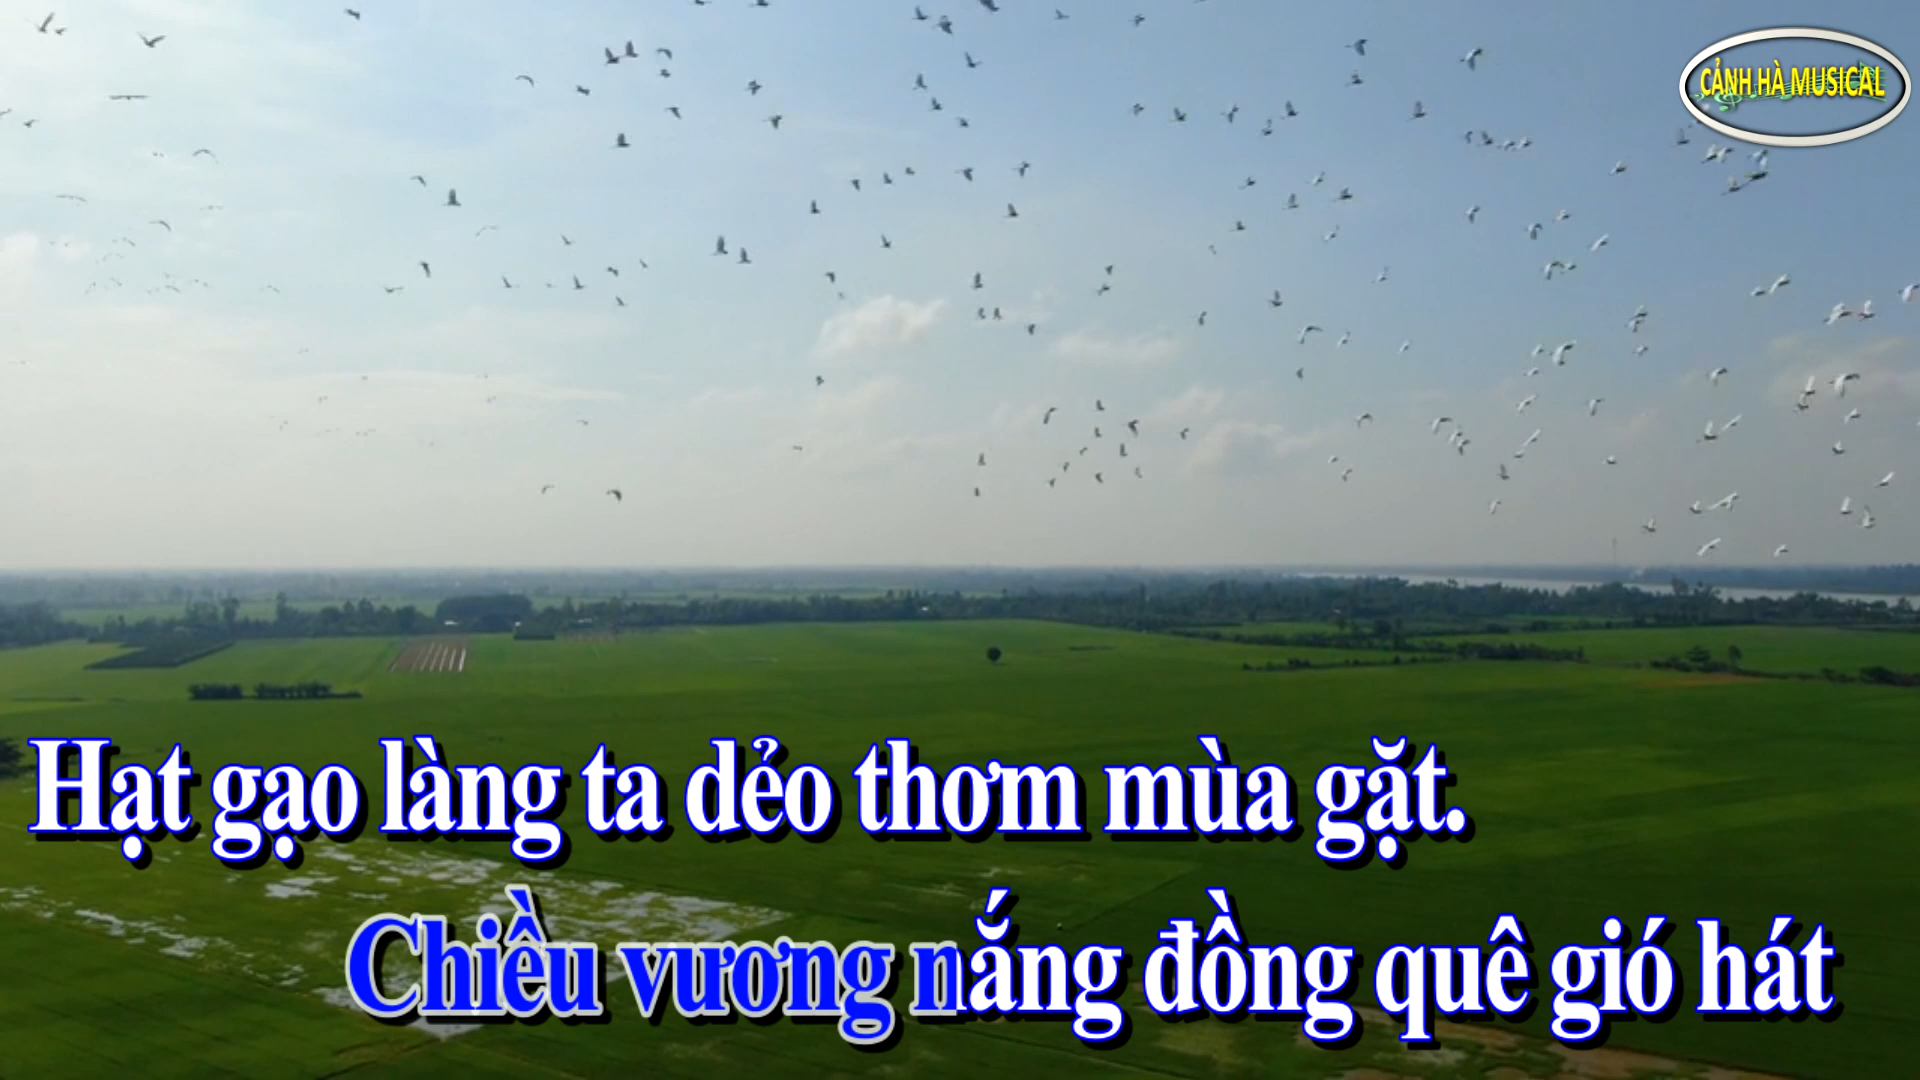 CẢNH HÀ MUSICAL
Hạt gạo làng ta dẻo thơm mùa gặt.
Chiều vương nắng đồng quê gió hát